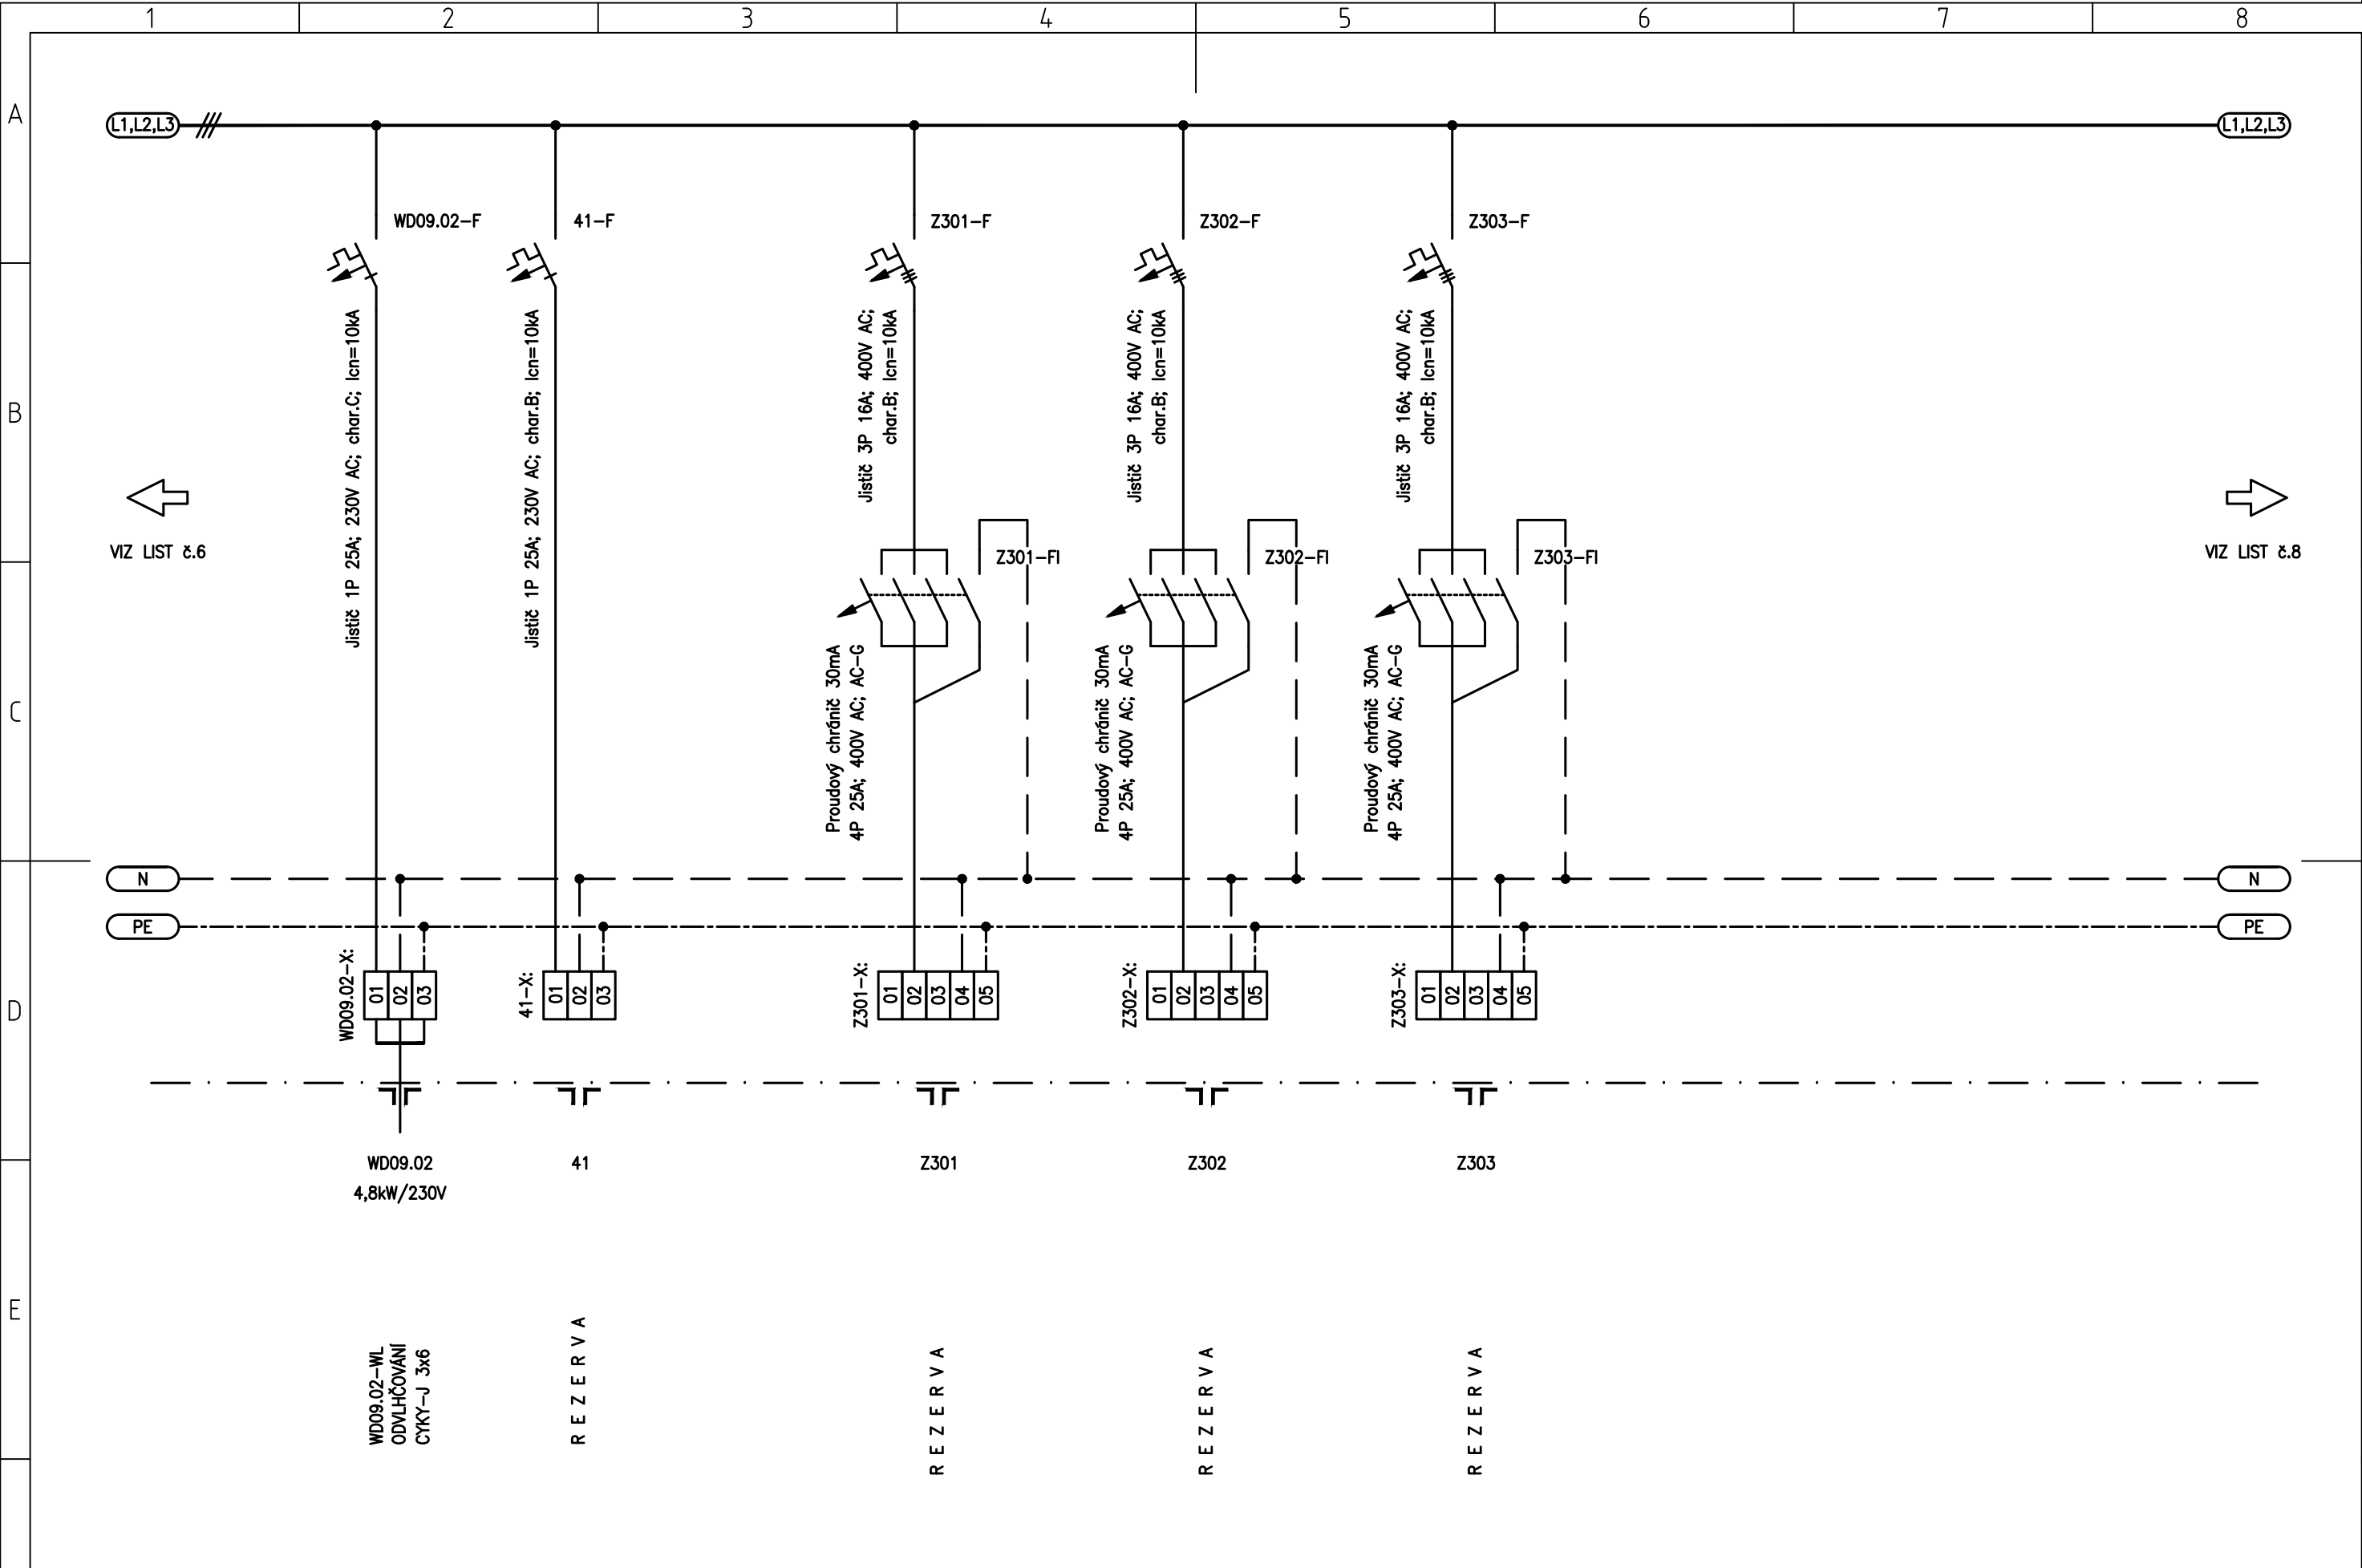 1 2 3 4 5 6 7 8
A
L1,L2,L3
L1,L2,L3
WD09.02-F
41-F
Z301-F
Z302-F
Z303-F
Jistič 1P 25A; 230V AC; char.C; Icn=10kA
Jistič 1P 25A; 230V AC; char.B; Icn=10kA
Jistič 3P 16A; 400V AC;
char.B; Icn=10kA
Jistič 3P 16A; 400V AC;
char.B; Icn=10kA
Jistič 3P 16A; 400V AC;
char.B; Icn=10kA
B
VIZ LIST č.6
VIZ LIST č.8
Z301-FI
Z302-FI
Z303-FI
Proudový chránič 30mA
4P 25A; 400V AC; AC-G
Proudový chránič 30mA
4P 25A; 400V AC; AC-G
Proudový chránič 30mA
4P 25A; 400V AC; AC-G
C
N
N
PE
PE
D
WD09.02-X:
01 02 03
41-X:
01 02 03
Z301-X:
01 02 03 04 05
Z302-X:
01 02 03 04 05
Z303-X:
01 02 03 04 05
WD09.02
4,8kW/230V
41
Z301
Z302
Z303
E
WD09.02-WL
ODVLHČOVÁNÍ
CYKY-J 3x6
R E Z E R V A
R E Z E R V A
R E Z E R V A
R E Z E R V A